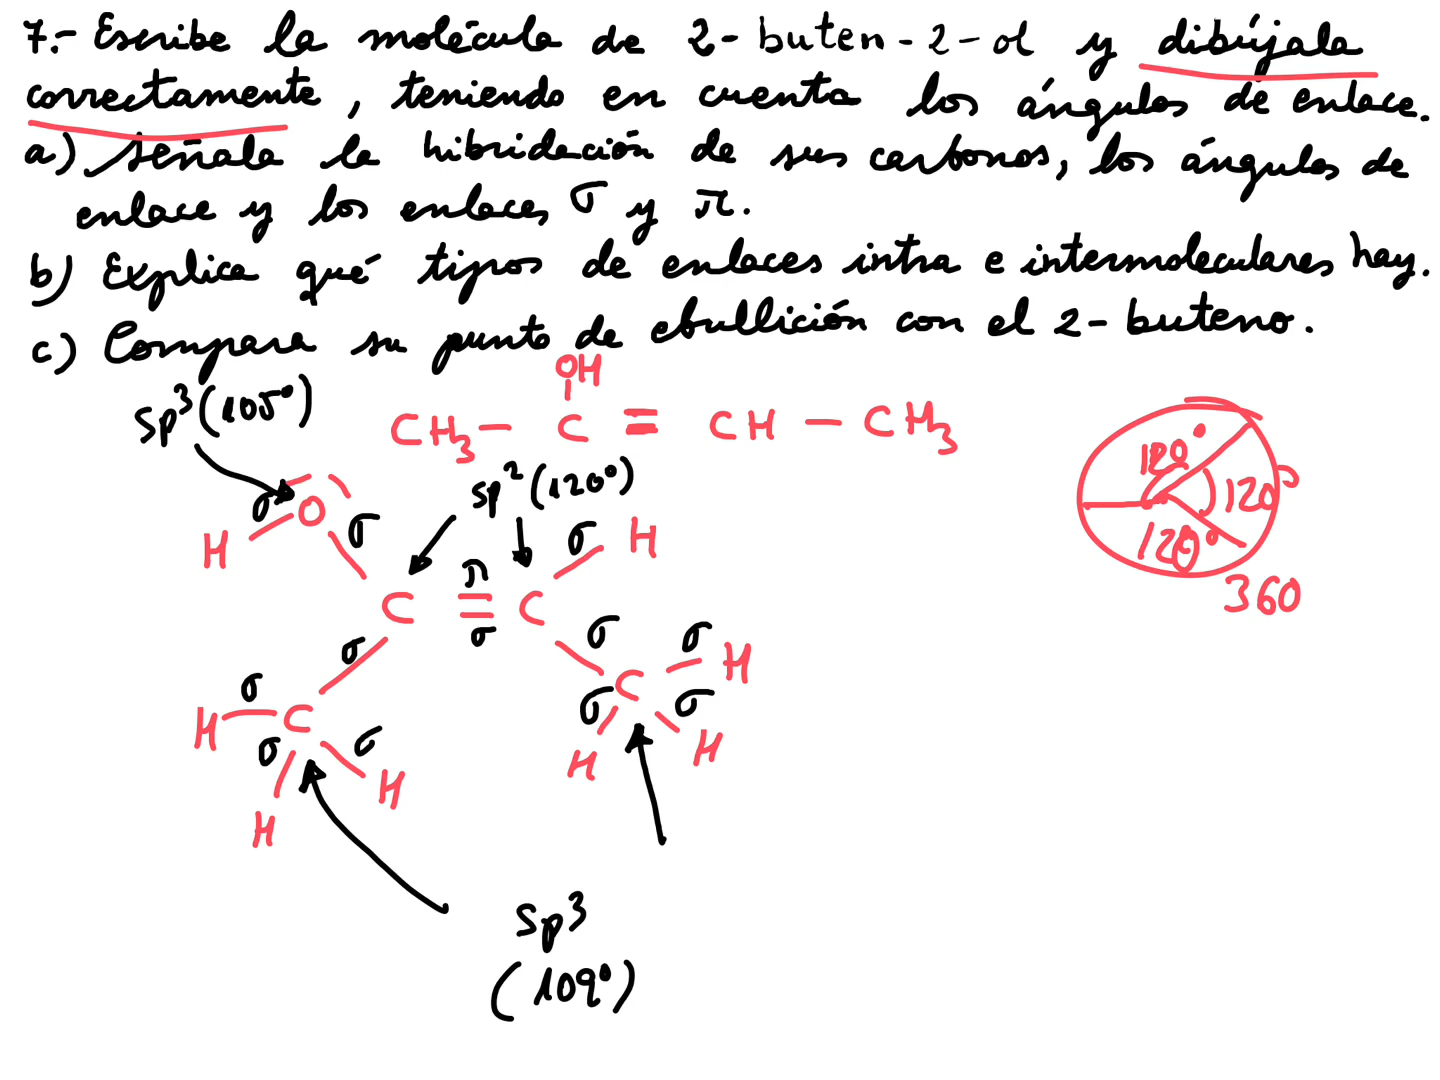 7.- Escribe la molécula de 2-buten-2-ol y dibújala
correctamente, teniendo en cuenta los ángulos de enlace.
a) Señala la hibridación de sus carbonos, los ángulos de
enlace y los enlaces σ y π.
b) Explica qué tipos de enlaces intra e intermoleculares hay.
c) Compara su punto de ebullición con el 2-buteno.
OH
CH₃ – C = CH – CH₃
sp³ (105°)
sp² (120°)
120°
120°
120°
360
σ O σ
H
σ H
C π = σ C
σ
σ
σ H
C
σ σ
H H
σ
H C
σ σ
H
H
sp³
(109°)